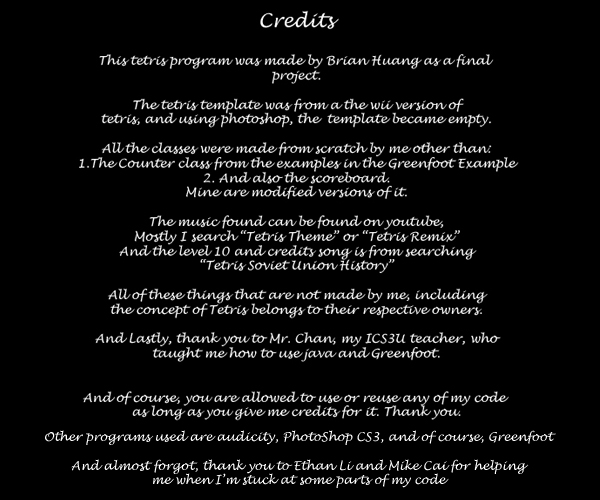 Credits
This tetris program was made by Brian Huang as a final
project.
The tetris template was from a the wii version of
tetris, and using photoshop, the template became empty.
All the classes were made from scratch by me other than:
1.The Counter class from the examples in the Greenfoot Example
2. And also the scoreboard.
Mine are modified versions of it.
The music found can be found on youtube,
Mostly I search “Tetris Theme” or “Tetris Remix”
And the level 10 and credits song is from searching
“Tetris Soviet Union History”
All of these things that are not made by me, including
the concept of Tetris belongs to their respective owners.
And Lastly, thank you to Mr. Chan, my ICS3U teacher, who
taught me how to use java and Greenfoot.
And of course, you are allowed to use or reuse any of my code
as long as you give me credits for it. Thank you.
Other programs used are audicity, PhotoShop CS3, and of course, Greenfoot
And almost forgot, thank you to Ethan Li and Mike Cai for helping
me when I’m stuck at some parts of my code